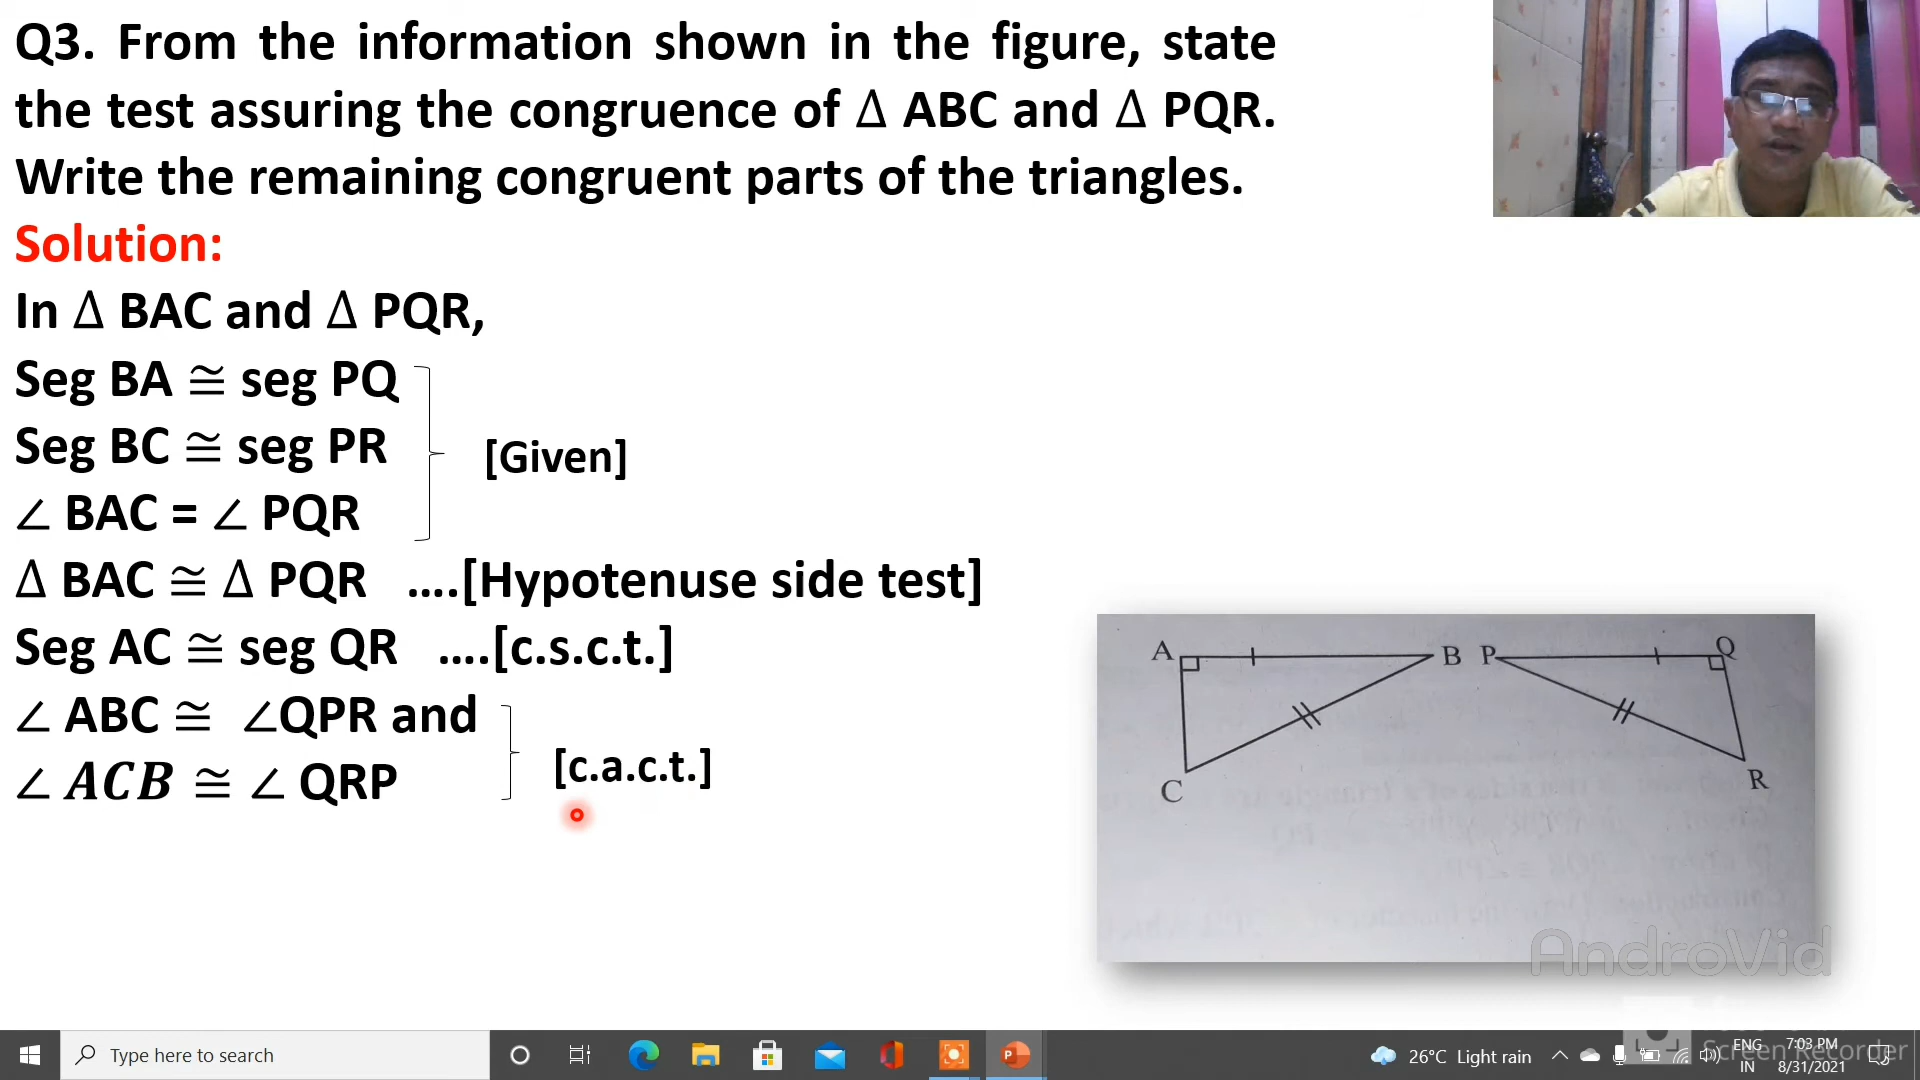 Q3. From the information shown in the figure, state
the test assuring the congruence of Δ ABC and Δ PQR.
Write the remaining congruent parts of the triangles.
Solution:
In Δ BAC and Δ PQR,
Seg BA ≅ seg PQ
Seg BC ≅ seg PR
[Given]
∠ BAC = ∠ PQR
Δ BAC ≅ Δ PQR ....[Hypotenuse side test]
Seg AC ≅ seg QR ....[c.s.c.t.]
∠ ABC ≅ ∠QPR and
∠ ACB ≅ ∠ QRP
[c.a.c.t.]
A B P Q
C R
AndroVid
Screen Recorder
Type here to search
26°C Light rain
ENG
IN
7:03 PM
8/31/2021